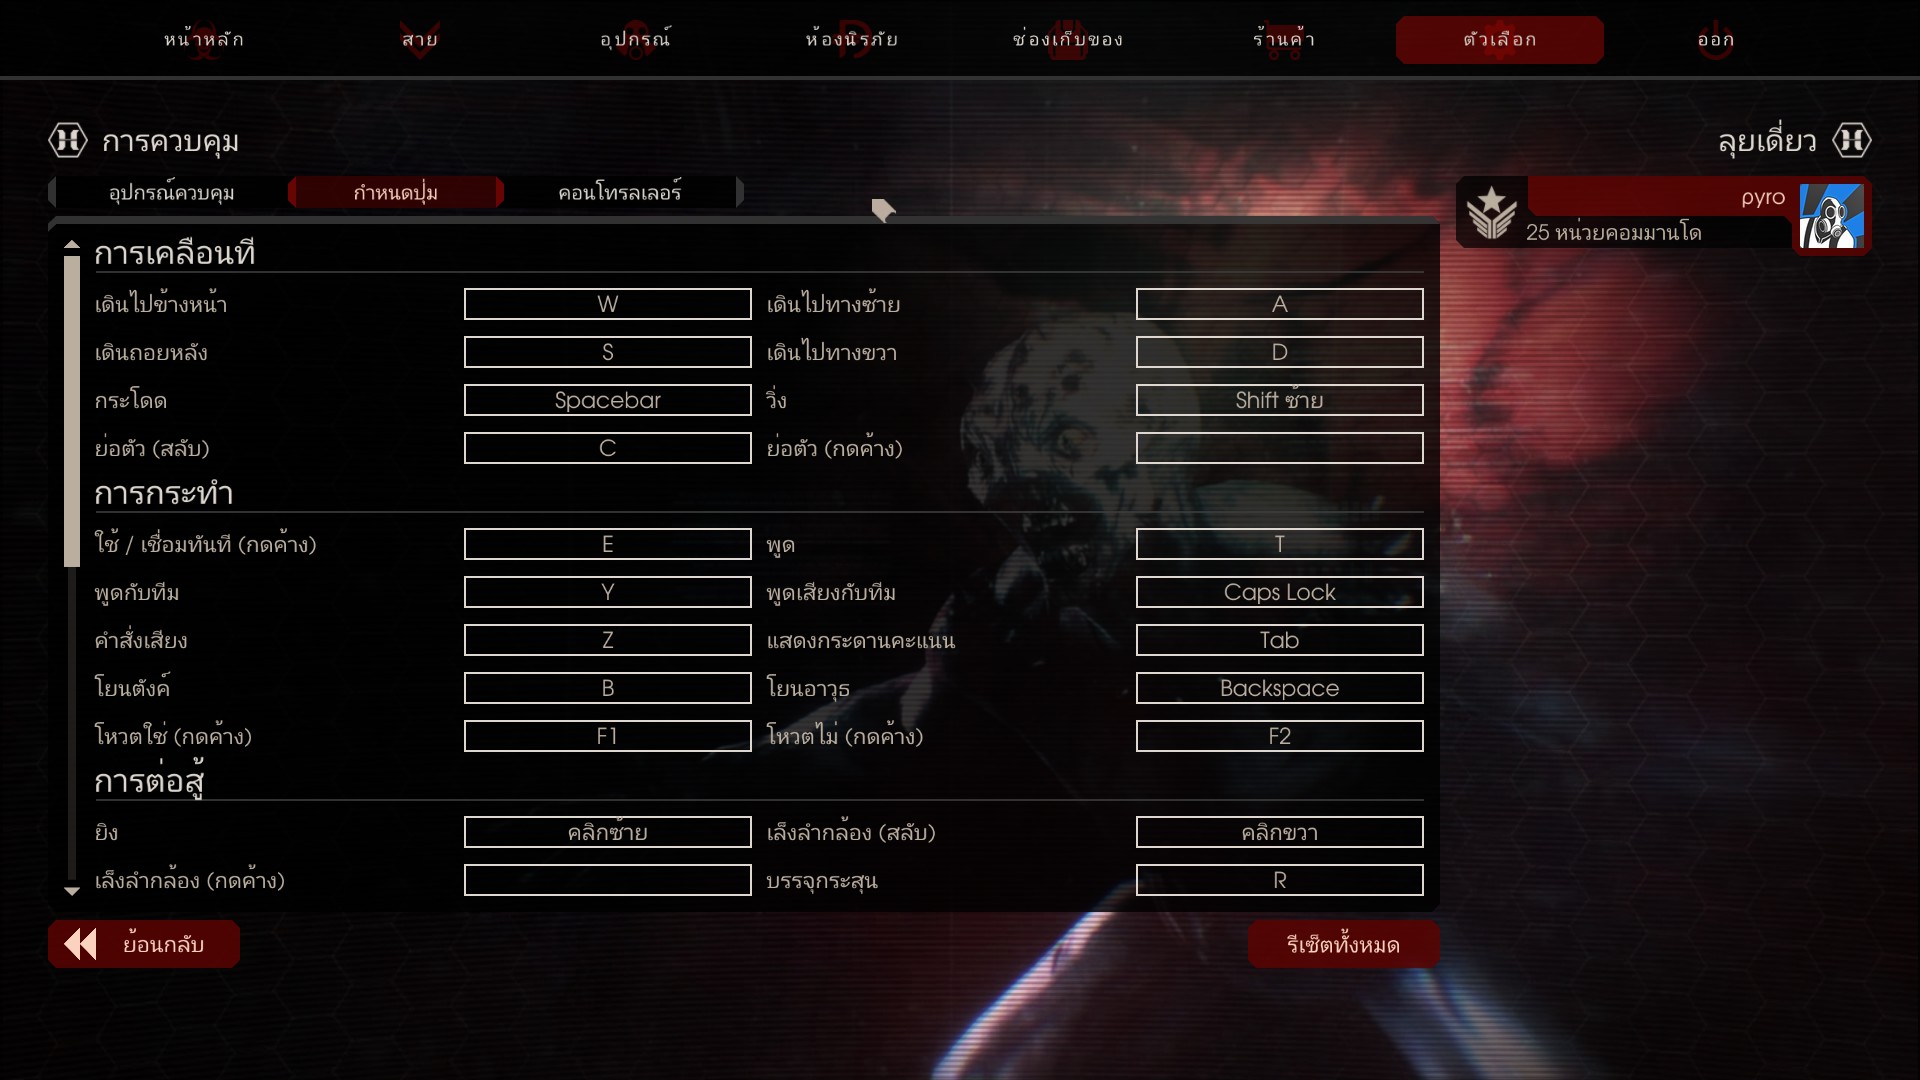 หน้าหลัก สาย อุปกรณ์ ห้องนิรภัย ช่องเก็บของ ร้านค้า ตัวเลือก ออก
การควบคุม
ลุยเดี่ยว
อุปกรณ์ควบคุม กำหนดปุ่ม คอนโทรลเลอร์
pyro
25 หน่วยคอมมานโด
การเคลื่อนที่
เดินไปข้างหน้า W เดินไปทางซ้าย A
เดินถอยหลัง S เดินไปทางขวา D
กระโดด Spacebar วิ่ง Shift ซ้าย
ย่อตัว (สลับ) C ย่อตัว (กดค้าง)
การกระทำ
ใช้ / เชื่อมทันที (กดค้าง) E พูด T
พูดกับทีม Y พูดเสียงกับทีม Caps Lock
คำสั่งเสียง Z แสดงกระดานคะแนน Tab
โยนตังค์ B โยนอาวุธ Backspace
โหวตใช่ (กดค้าง) F1 โหวตไม่ (กดค้าง) F2
การต่อสู้
ยิง คลิกซ้าย เล็งลำกล้อง (สลับ) คลิกขวา
เล็งลำกล้อง (กดค้าง) บรรจุกระสุน R
ย้อนกลับ รีเซ็ตทั้งหมด